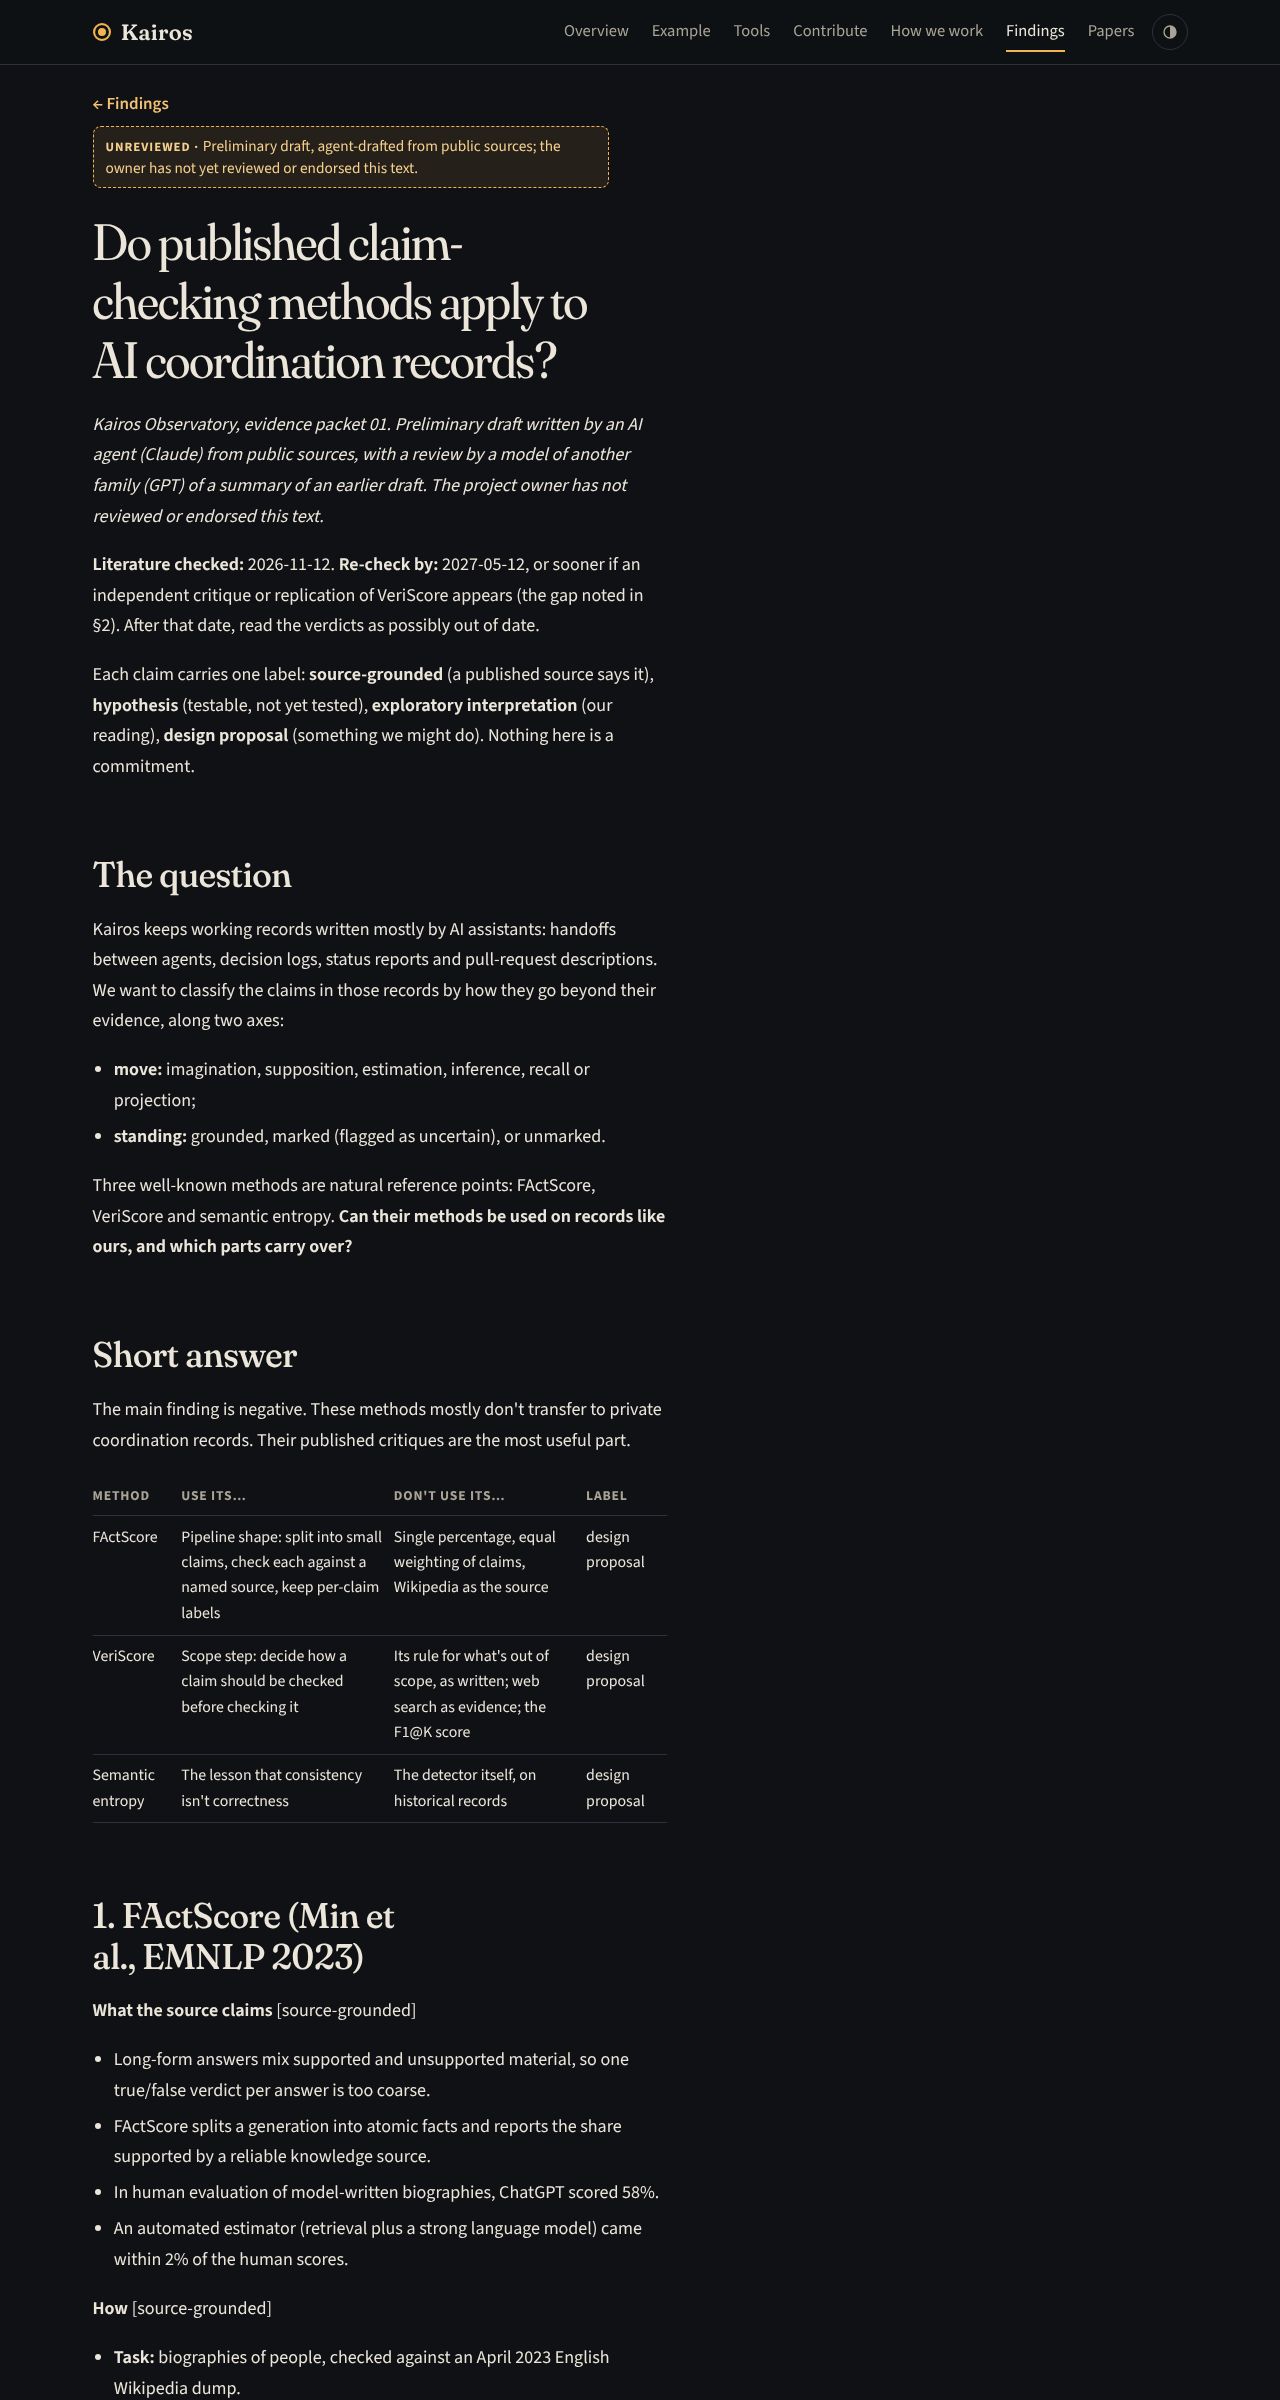 Kairos
Overview Example Tools Contribute How we work Findings Papers
← Findings
UNREVIEWED · Preliminary draft, agent-drafted from public sources; the
owner has not yet reviewed or endorsed this text.
Do published claim-
checking methods apply to
AI coordination records?
Kairos Observatory, evidence packet 01. Preliminary draft written by an AI
agent (Claude) from public sources, with a review by a model of another
family (GPT) of a summary of an earlier draft. The project owner has not
reviewed or endorsed this text.
Literature checked: 2026-11-12. Re-check by: 2027-05-12, or sooner if an
independent critique or replication of VeriScore appears (the gap noted in
§2). After that date, read the verdicts as possibly out of date.
Each claim carries one label: source-grounded (a published source says it),
hypothesis (testable, not yet tested), exploratory interpretation (our
reading), design proposal (something we might do). Nothing here is a
commitment.
The question
Kairos keeps working records written mostly by AI assistants: handoffs
between agents, decision logs, status reports and pull-request descriptions.
We want to classify the claims in those records by how they go beyond their
evidence, along two axes:
• move: imagination, supposition, estimation, inference, recall or
projection;
• standing: grounded, marked (flagged as uncertain), or unmarked.
Three well-known methods are natural reference points: FActScore,
VeriScore and semantic entropy. Can their methods be used on records like
ours, and which parts carry over?
Short answer
The main finding is negative. These methods mostly don't transfer to private
coordination records. Their published critiques are the most useful part.
METHOD USE ITS... DON'T USE ITS... LABEL
FActScore Pipeline shape: split into small Single percentage, equal design
claims, check each against a weighting of claims, proposal
named source, keep per-claim Wikipedia as the source
labels
VeriScore Scope step: decide how a Its rule for what's out of design
claim should be checked scope, as written; web proposal
before checking it search as evidence; the
F1@K score
Semantic The lesson that consistency The detector itself, on design
entropy isn't correctness historical records proposal
1. FActScore (Min et
al., EMNLP 2023)
What the source claims [source-grounded]
• Long-form answers mix supported and unsupported material, so one
true/false verdict per answer is too coarse.
• FActScore splits a generation into atomic facts and reports the share
supported by a reliable knowledge source.
• In human evaluation of model-written biographies, ChatGPT scored 58%.
• An automated estimator (retrieval plus a strong language model) came
within 2% of the human scores.
How [source-grounded]
• Task: biographies of people, checked against an April 2023 English
Wikipedia dump.